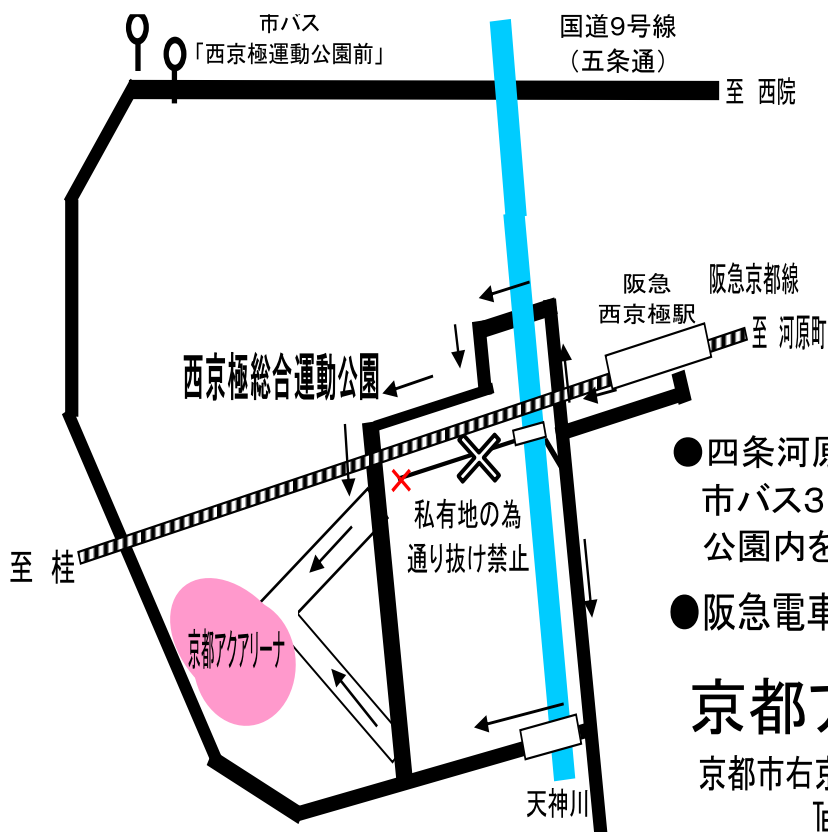 市バス
「西京極運動公園前」
国道9号線
（五条通）
至 西院
阪急
西京極駅
阪急京都線
至 河原町
西京極総合運動公園
●四条河原
市バス3
公園内を
私有地の為
通り抜け禁止
至 桂
●阪急電車
京都アクアリーナ
京都ア
京都市右京
天神川
Te